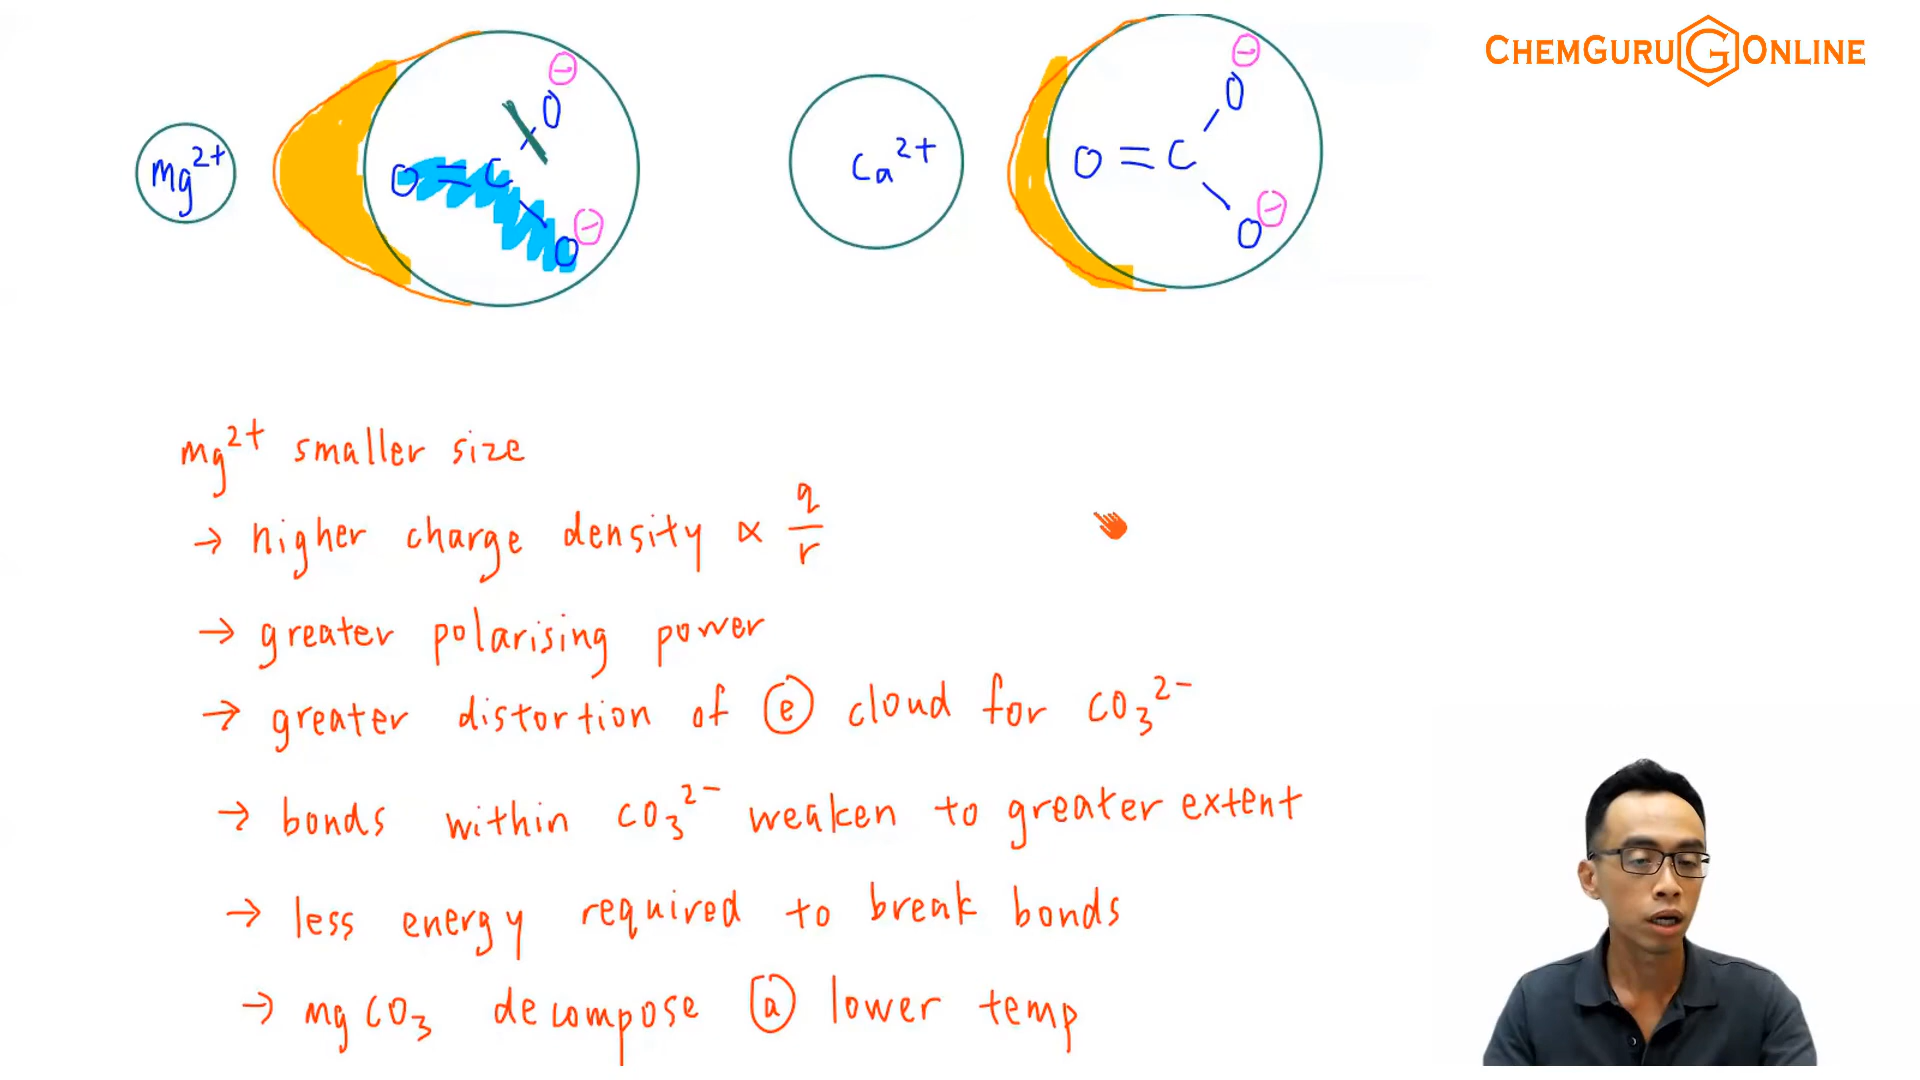 CHEMGURU G ONLINE
Mg2+
O = C
O
O
Ca2+
O = C
O
O
Mg2+ smaller size
→ higher charge density ∝ q/r
→ greater polarising power
→ greater distortion of e cloud for CO3 2-
→ bonds within CO3 2- weaken to greater extent
→ less energy required to break bonds
→ MgCO3 decompose @ lower temp